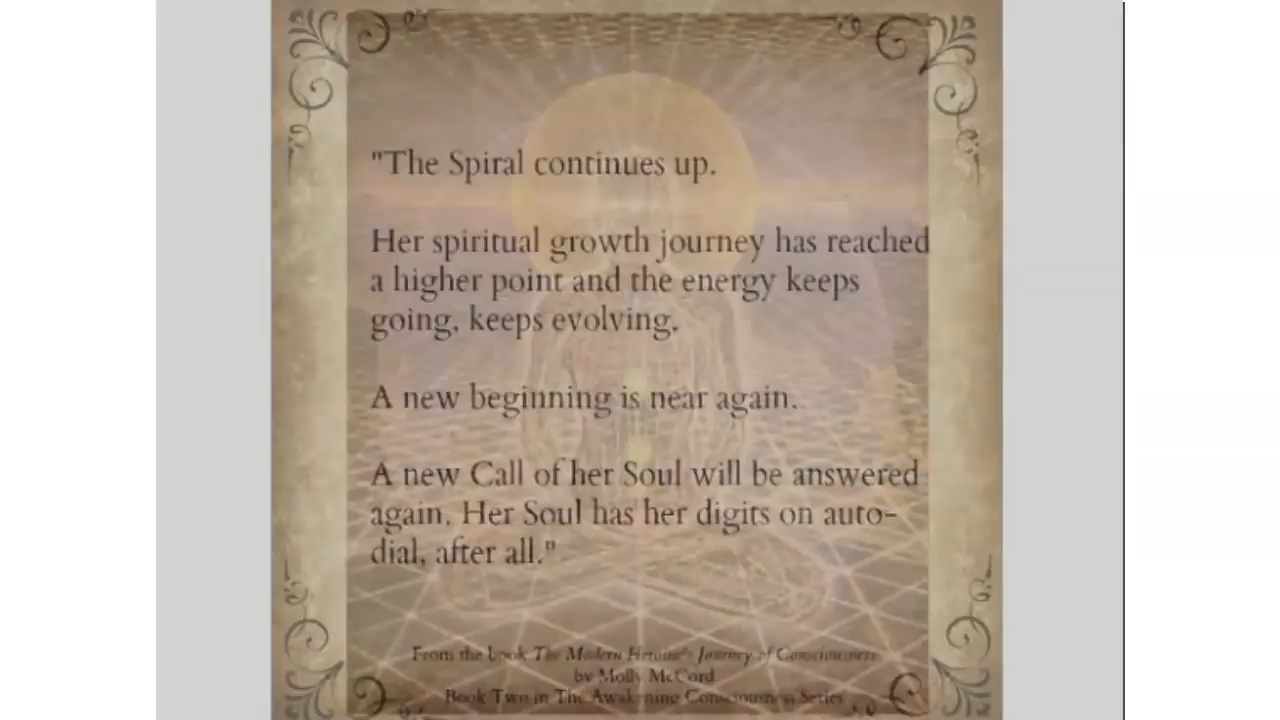 "The Spiral continues up.
Her spiritual growth journey has reached
a higher point and the energy keeps
going, keeps evolving.
A new beginning is near again.
A new Call of her Soul will be answered
again. Her Soul has her digits on auto-
dial, after all."
From the book The Modern Heroine's Journey of Consciousness
by Molly McCord
Book Two in The Awakening Consciousness Series